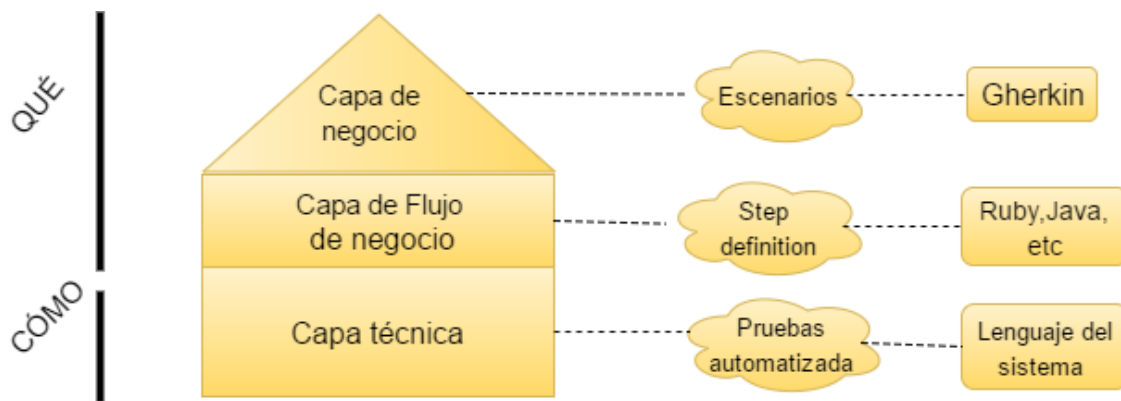 QUÉ
Capa de
negocio
Escenarios
Gherkin
Capa de Flujo
de negocio
Step
definition
Ruby,Java,
etc
CÓMO
Capa técnica
Pruebas
automatizada
Lenguaje del
sistema